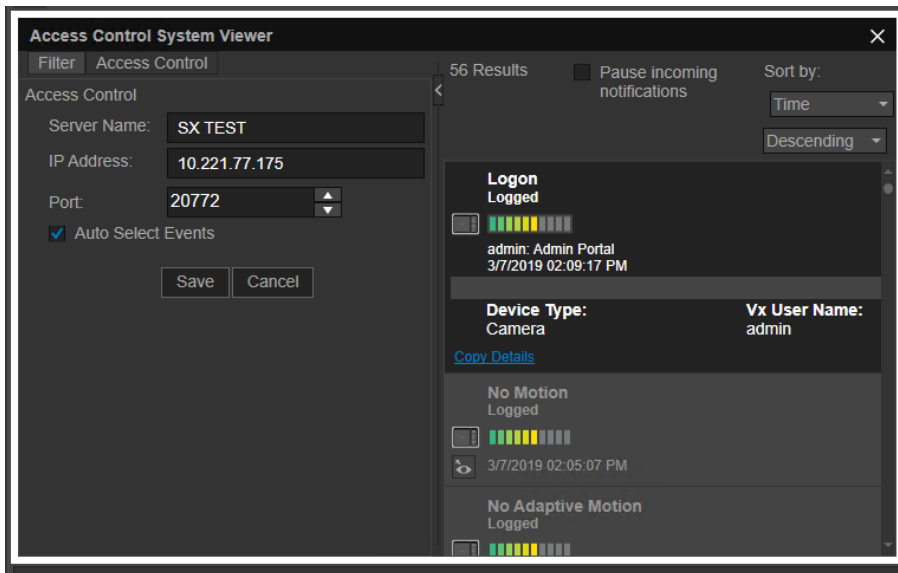 Access Control System Viewer
Filter
Access Control
Access Control
Server Name:
SX TEST
IP Address:
10.221.77.175
Port:
20772
Auto Select Events
Save
Cancel
56 Results
Pause incoming
notifications
Sort by:
Time
Descending
Logon
Logged
admin: Admin Portal
3/7/2019 02:09:17 PM
Device Type:
Camera
Vx User Name:
admin
Copy Details
No Motion
Logged
3/7/2019 02:05:07 PM
No Adaptive Motion
Logged